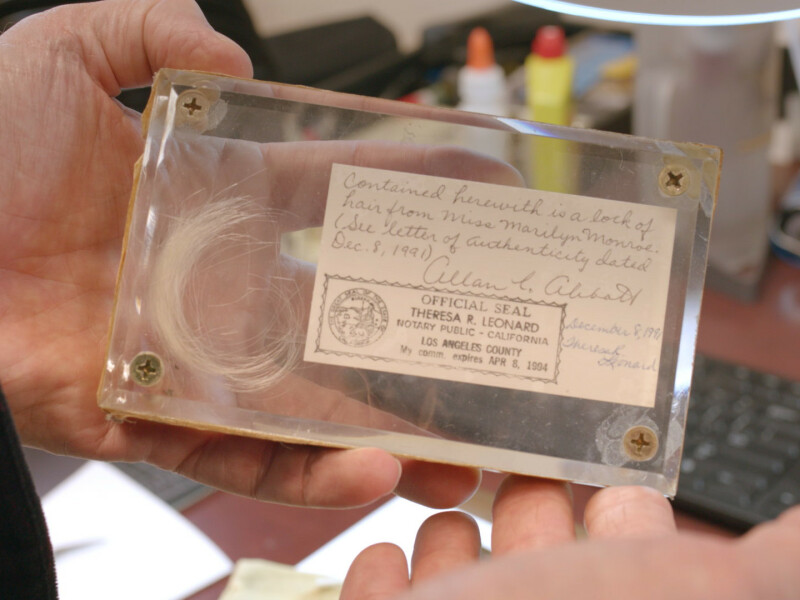 Contained herewith is a lock of
hair from Miss Marilyn Monroe.
(See letter of authenticity dated
Dec. 8, 1991)
Allan C. Abbott
OFFICIAL SEAL
THERESA R. LEONARD
NOTARY PUBLIC - CALIFORNIA
LOS ANGELES COUNTY
My comm. expires APR 8, 1994
December 8, 1991
Theresa R
Leonard